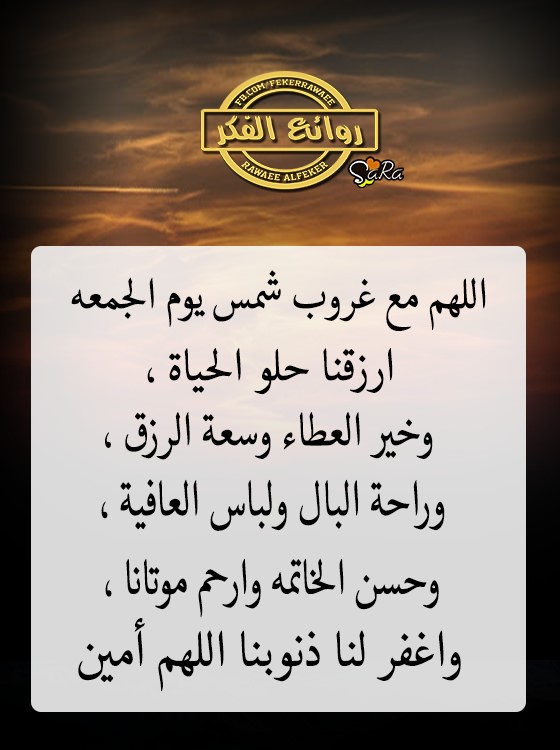 FB.COM/FEKERRAWAEE
روائع الفكر
RAWAEE ALFEKER
SaRa
اللهم مع غروب شمس يوم الجمعه
ارزقنا حلو الحياة ،
وخير العطاء وسعة الرزق ،
وراحة البال ولباس العافية ،
وحسن الخاتمه وارحم موتانا ،
واغفر لنا ذنوبنا اللهم أمين